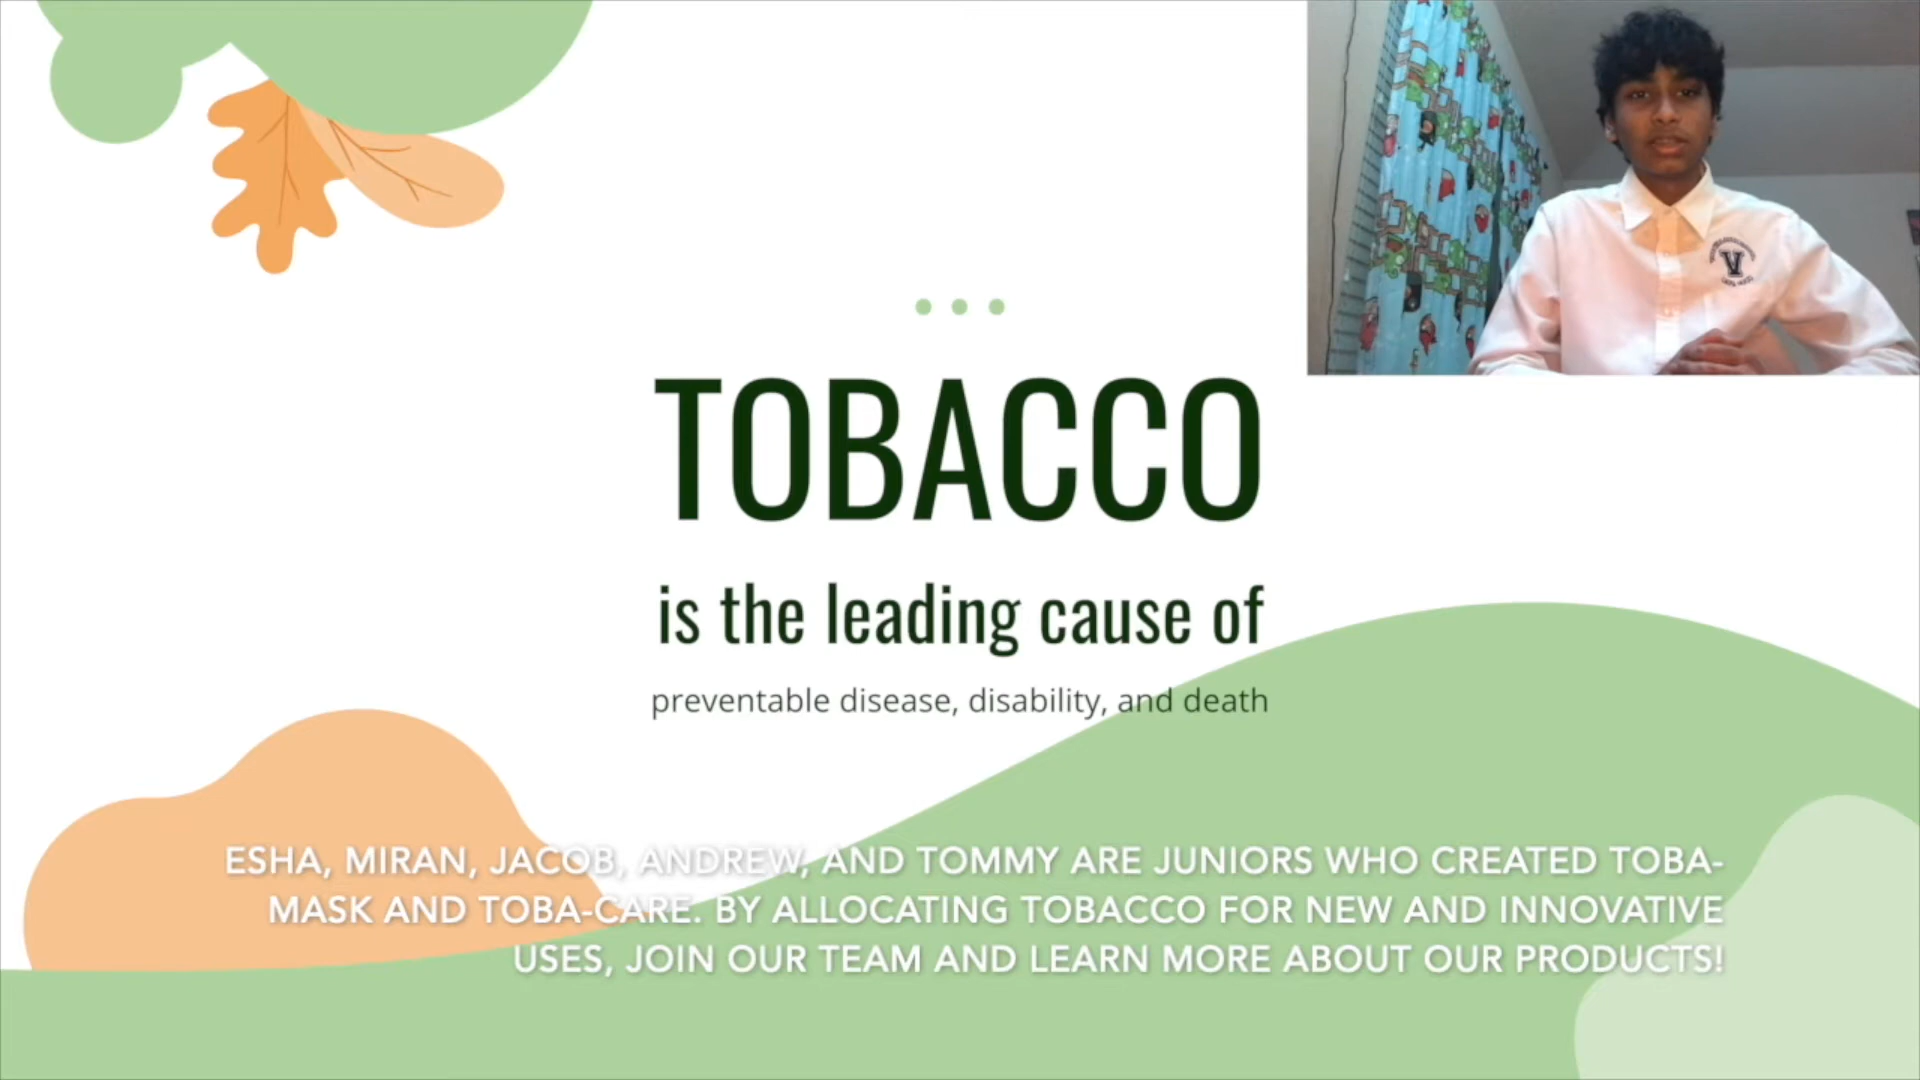 TOBACCO
is the leading cause of
preventable disease, disability, and death
ESHA, MIRAN, JACOB, ANDREW, AND TOMMY ARE JUNIORS WHO CREATED TOBA-
MASK AND TOBA-CARE. BY ALLOCATING TOBACCO FOR NEW AND INNOVATIVE
USES, JOIN OUR TEAM AND LEARN MORE ABOUT OUR PRODUCTS!
V